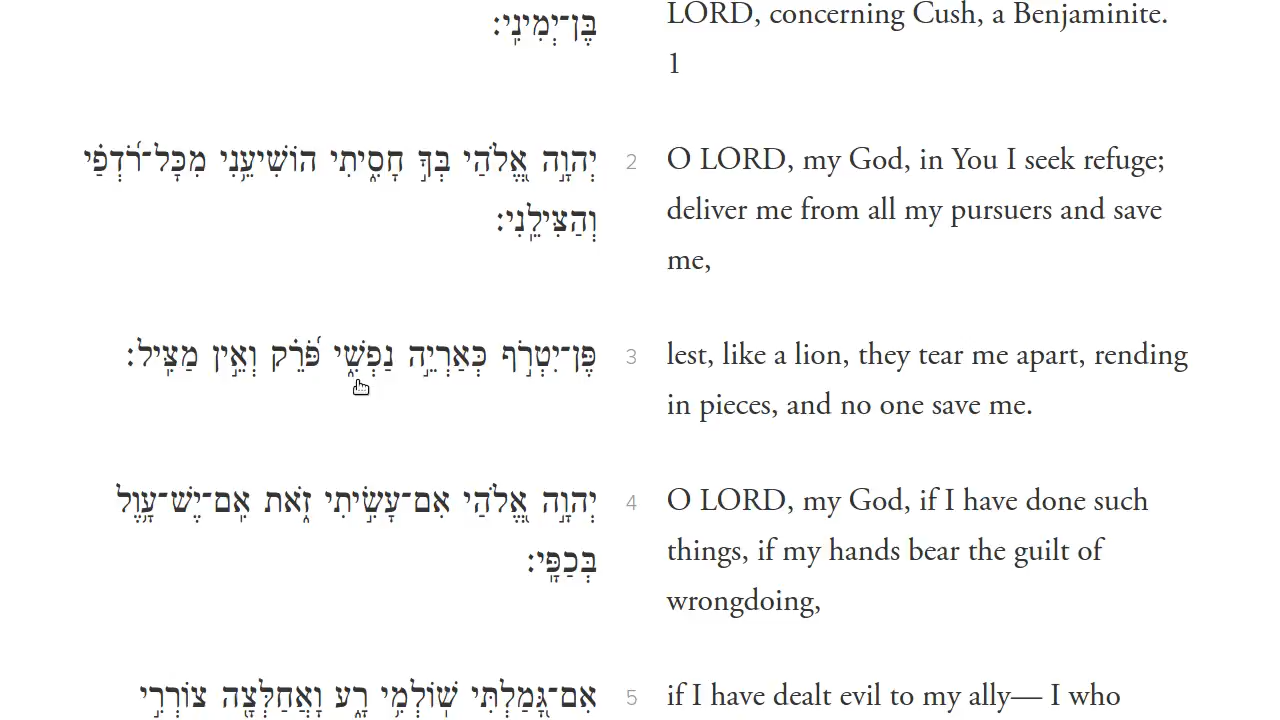 בֶּן־יְמִינִֽי׃
LORD, concerning Cush, a Benjaminite.
1
יְהוָ֣ה אֱ֭לֹהַי בְּךָ֣ חָסִ֑יתִי הוֹשִׁיעֵ֥נִי מִכָּל־רֹ֝דְפַ֗י
וְהַצִּילֵֽנִי׃
2
O LORD, my God, in You I seek refuge;
deliver me from all my pursuers and save
me,
פֶּן־יִטְרֹ֣ף כְּאַרְיֵ֣ה נַפְשִׁ֑י פֹּ֝רֵ֗ק וְאֵ֣ין מַצִּֽיל׃
3
lest, like a lion, they tear me apart, rending
in pieces, and no one save me.
יְהוָ֣ה אֱ֭לֹהַי אִם־עָשִׂ֣יתִי זֹ֑את אִֽם־יֶשׁ־עָ֥וֶל
בְּכַפָּֽי׃
4
O LORD, my God, if I have done such
things, if my hands bear the guilt of
wrongdoing,
אִם־גָּ֭מַלְתִּי שֽׁוֹלְמִ֥י רָ֑ע וָאֲחַלְּצָ֖ה צוֹרְרִ֣י
5
if I have dealt evil to my ally— I who